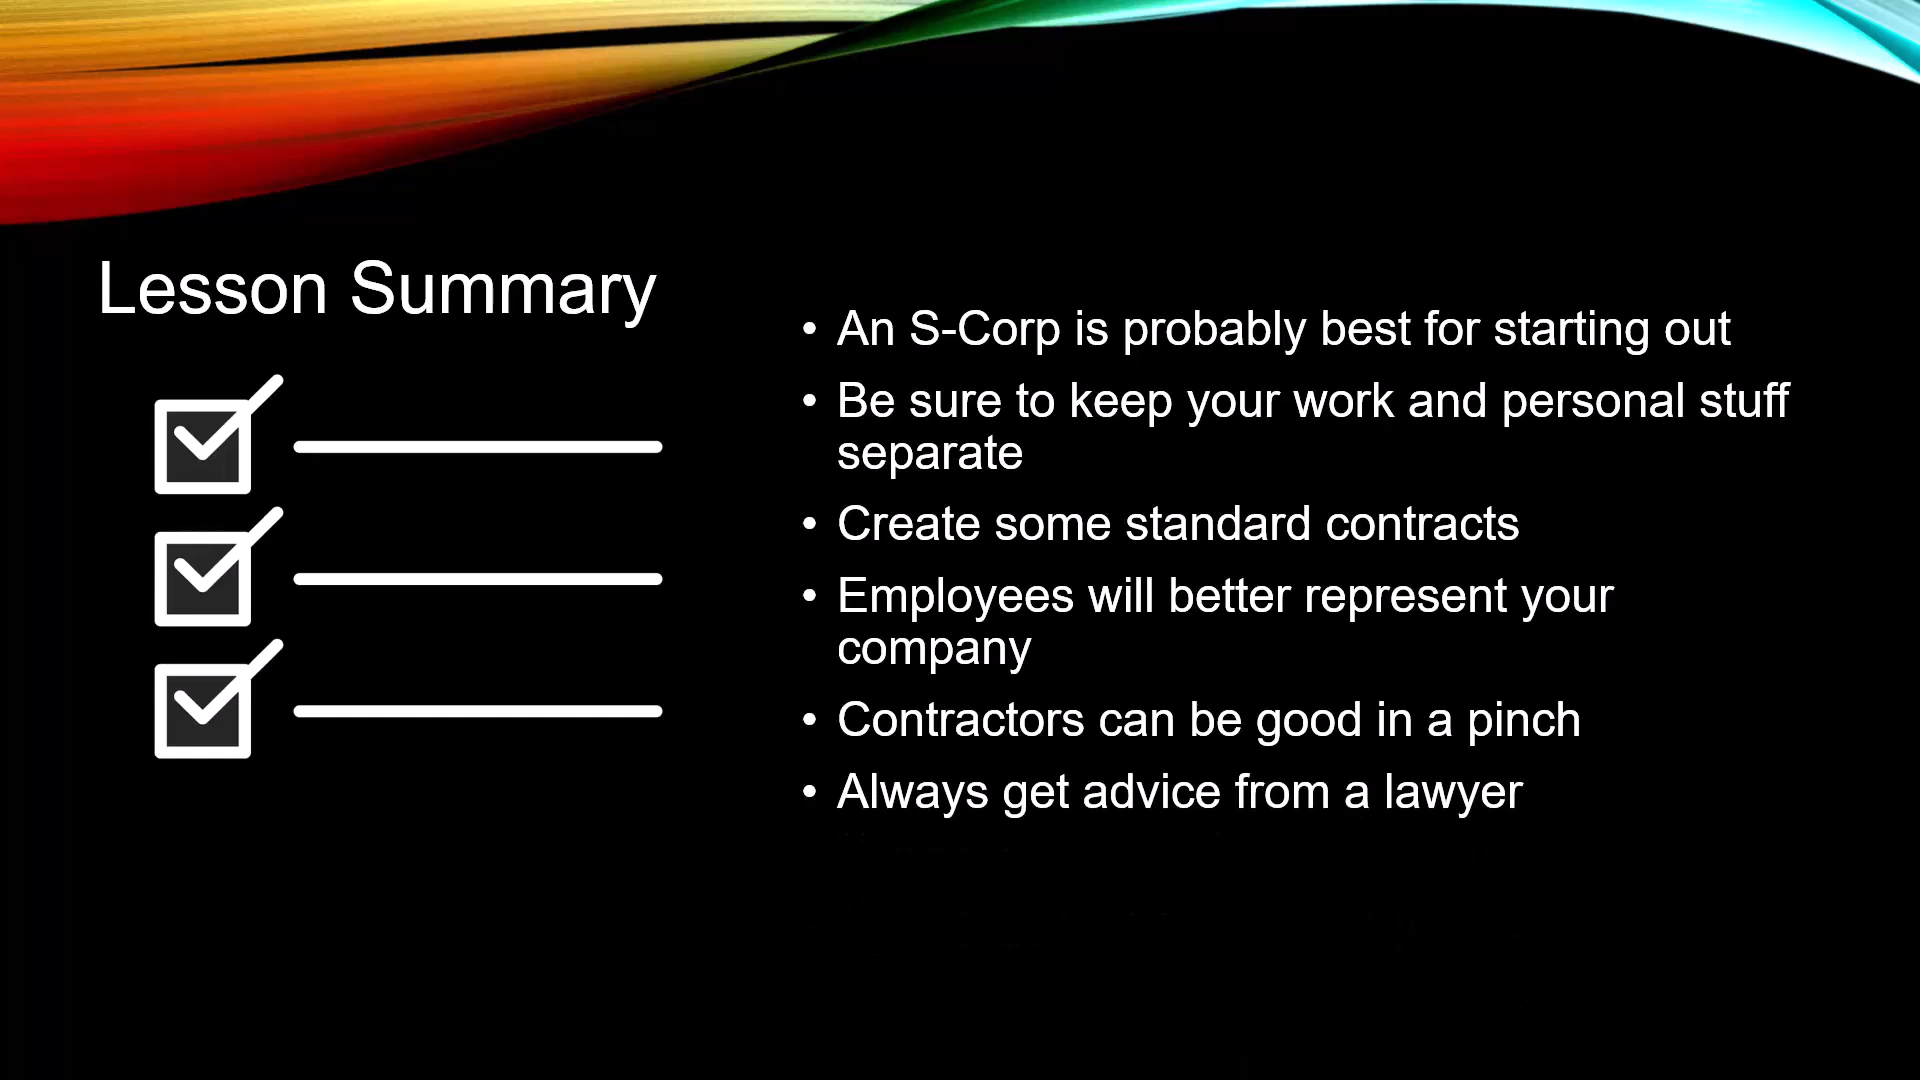 Lesson Summary
• An S-Corp is probably best for starting out
• Be sure to keep your work and personal stuff
separate
• Create some standard contracts
• Employees will better represent your
company
• Contractors can be good in a pinch
• Always get advice from a lawyer